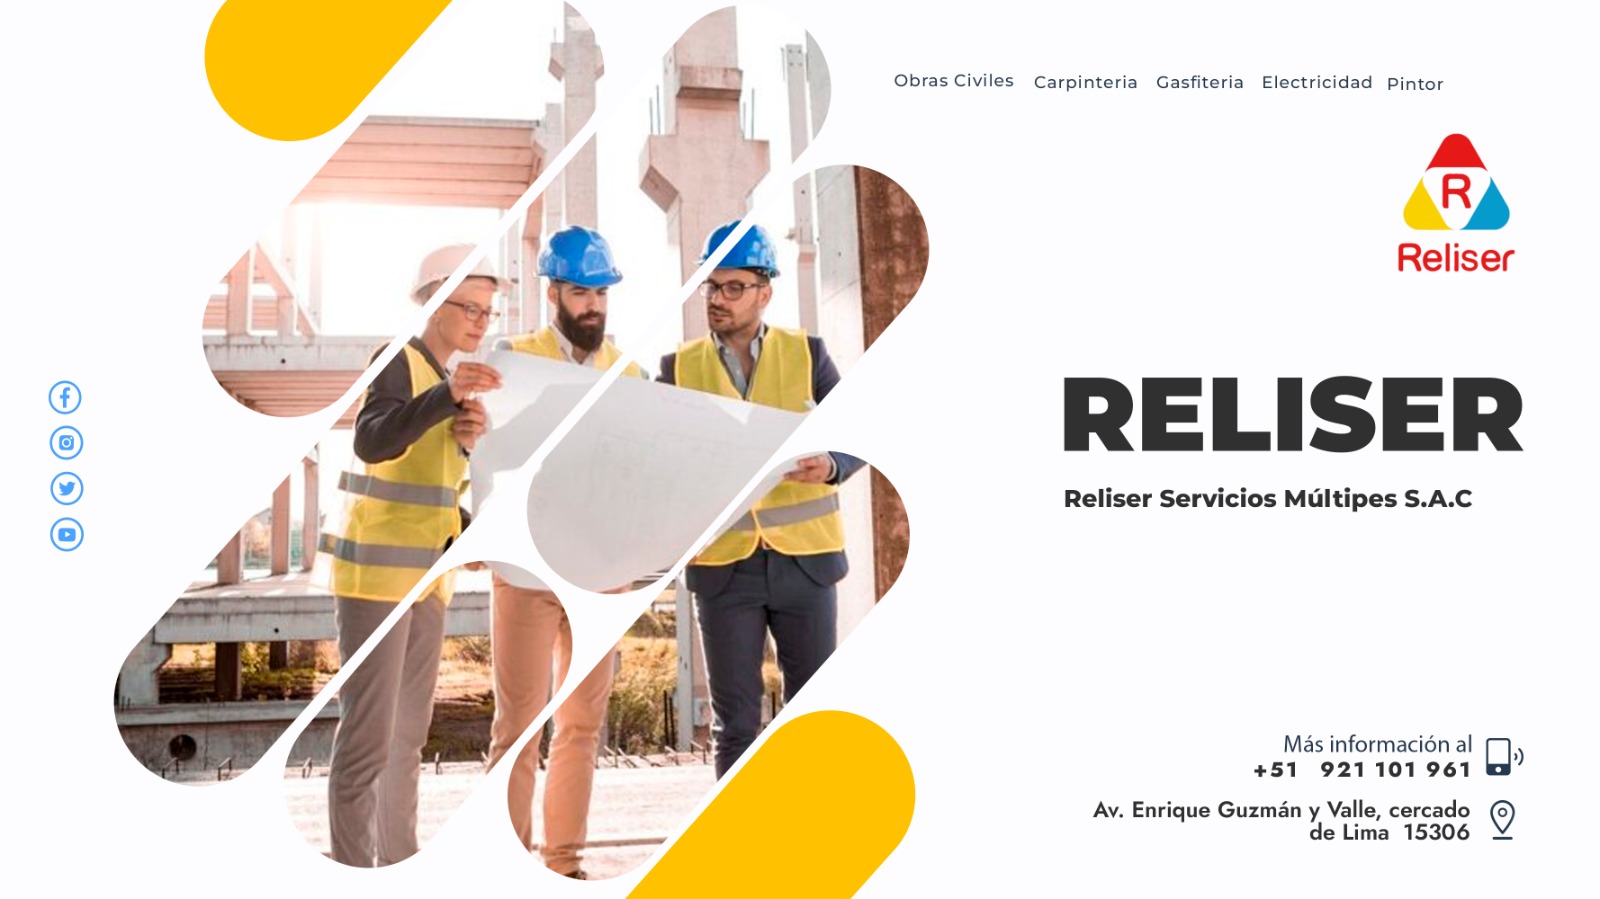 Obras Civiles Carpinteria Gasfiteria Electricidad Pintor
R
Reliser
RELISER
Reliser Servicios Múltipes S.A.C
Más información al
+51 921 101 961
Av. Enrique Guzmán y Valle, cercado
de Lima 15306